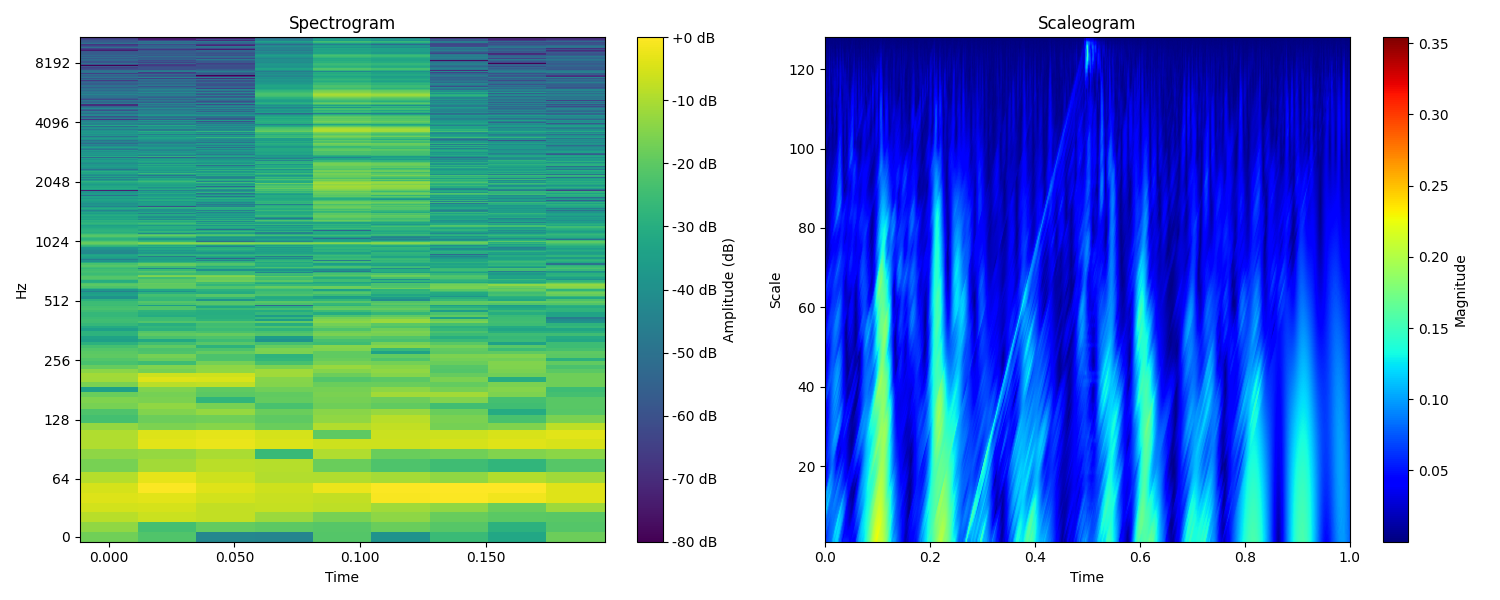 Spectrogram
8192
4096
2048
1024
512
256
128
64
0
Hz
0.000
0.050
0.100
0.150
Time
+0 dB
-10 dB
-20 dB
-30 dB
-40 dB
-50 dB
-60 dB
-70 dB
-80 dB
Amplitude (dB)
Scaleogram
120
100
80
60
40
20
Scale
0.0
0.2
0.4
0.6
0.8
1.0
Time
0.35
0.30
0.25
0.20
0.15
0.10
0.05
Magnitude